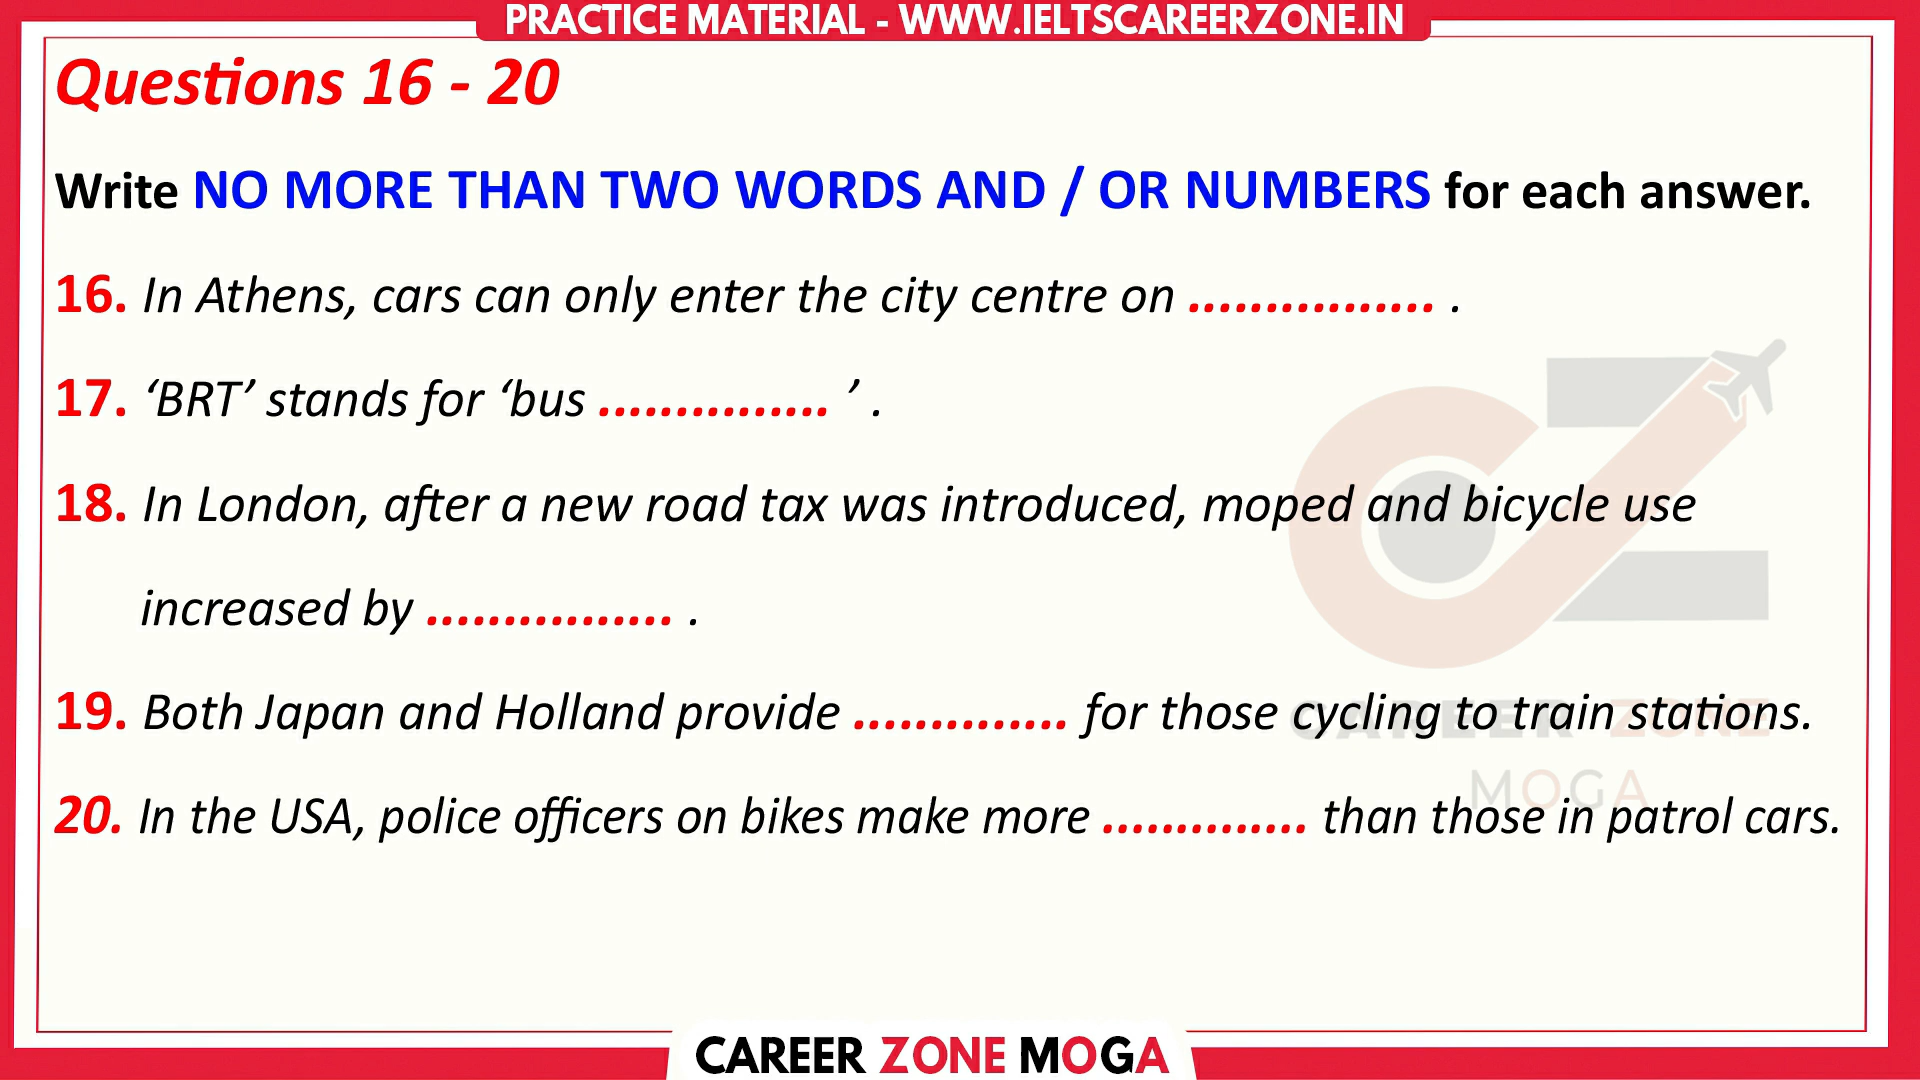 PRACTICE MATERIAL - WWW.IELTSCAREERZONE.IN
Questions 16 - 20
Write NO MORE THAN TWO WORDS AND / OR NUMBERS for each answer.
16. In Athens, cars can only enter the city centre on ................ .
17. ‘BRT’ stands for ‘bus ............... ’ .
18. In London, after a new road tax was introduced, moped and bicycle use
increased by ................ .
19. Both Japan and Holland provide .............. for those cycling to train stations.
20. In the USA, police officers on bikes make more .............. than those in patrol cars.
CAREER ZONE
MOGA
CAREER ZONE MOGA